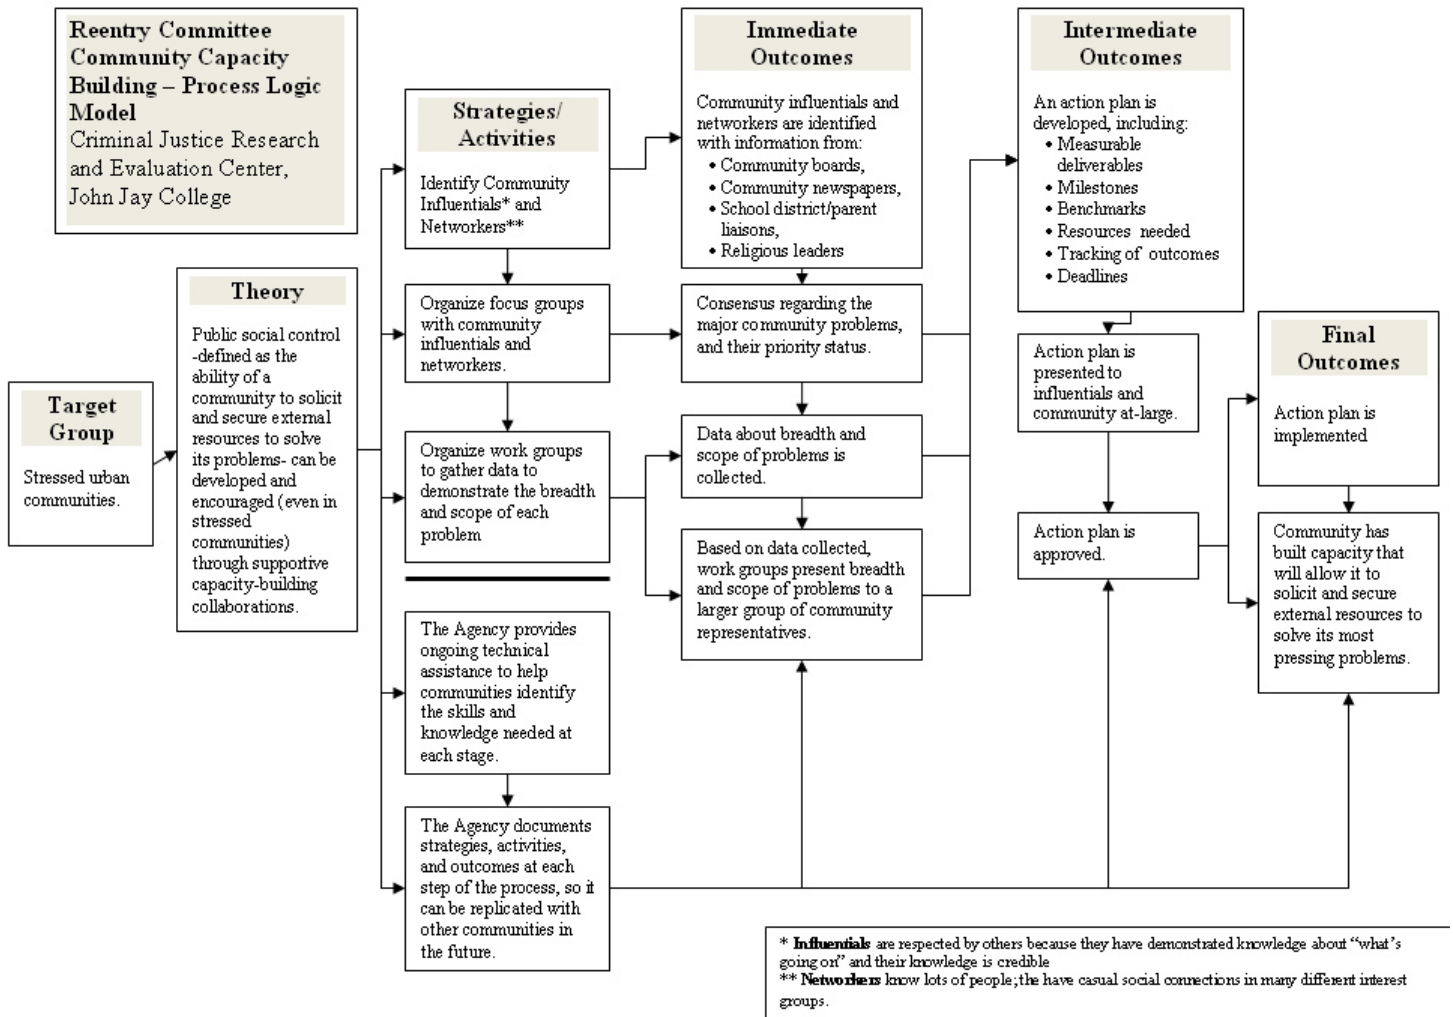 Reentry Committee
Community Capacity
Building – Process Logic
Model
Criminal Justice Research
and Evaluation Center,
John Jay College
Target
Group
Stressed urban
communities.
Theory
Public social control
-defined as the
ability of a
community to solicit
and secure external
resources to solve
its problems- can be
developed and
encouraged (even in
stressed
communities)
through supportive
capacity-building
collaborations.
Strategies/
Activities
Identify Community
Influentials* and
Networkers**
Organize focus groups
with community
influentials and
networkers.
Organize work groups
to gather data to
demonstrate the breadth
and scope of each
problem
The Agency provides
ongoing technical
assistance to help
communities identify
the skills and
knowledge needed at
each stage.
The Agency documents
strategies, activities,
and outcomes at each
step of the process, so it
can be replicated with
other communities in
the future.
Immediate
Outcomes
Community influentials and
networkers are identified
with information from:
• Community boards,
• Community newspapers,
• School district/parent
liaisons,
• Religious leaders
Consensus regarding the
major community problems,
and their priority status.
Data about breadth and
scope of problems is
collected.
Based on data collected,
work groups present breadth
and scope of problems to a
larger group of community
representatives.
Intermediate
Outcomes
An action plan is
developed, including:
• Measurable
deliverables
• Milestones
• Benchmarks
• Resources needed
• Tracking of outcomes
• Deadlines
Action plan is
presented to
influentials and
community at-large.
Action plan is
approved.
Final
Outcomes
Action plan is
implemented
Community has
built capacity that
will allow it to
solicit and secure
external resources to
solve its most
pressing problems.
* Influentials are respected by others because they have demonstrated knowledge about “what’s
going on” and their knowledge is credible
** Networkers know lots of people; the have casual social connections in many different interest
groups.